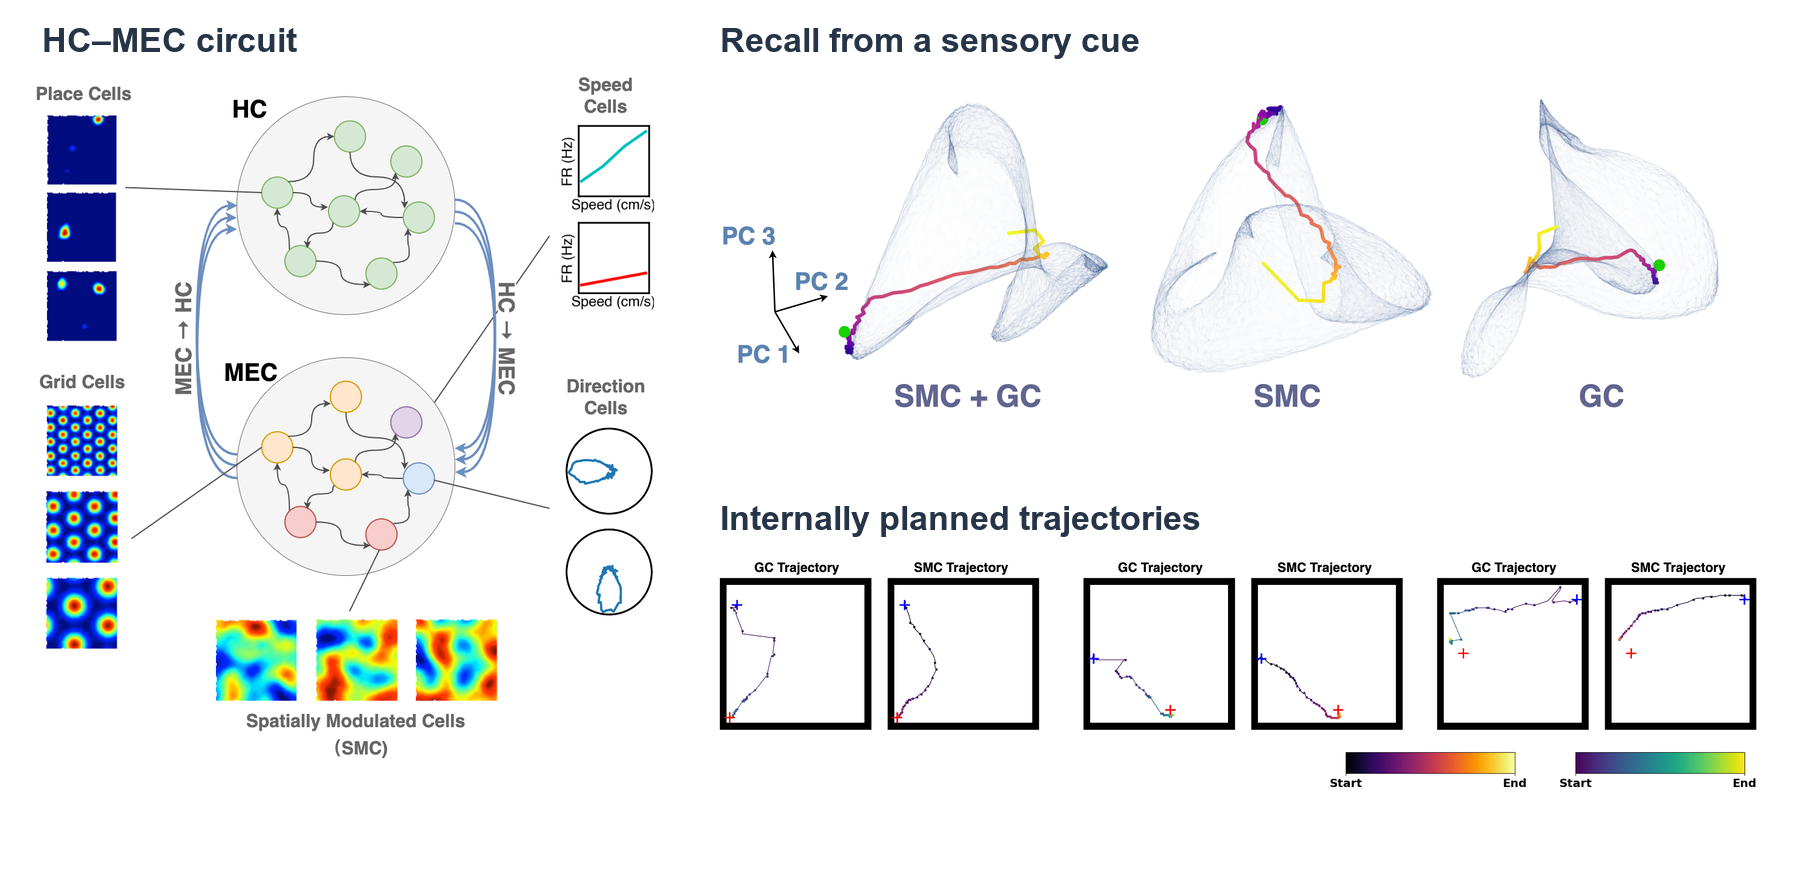 HC–MEC circuit
Place Cells
HC
Speed
Cells
FR (Hz)
Speed (cm/s)
FR (Hz)
Speed (cm/s)
MEC → HC
HC → MEC
Grid Cells
MEC
Direction
Cells
Spatially Modulated Cells
(SMC)
Recall from a sensory cue
PC 3
PC 2
PC 1
SMC + GC
SMC
GC
Internally planned trajectories
GC Trajectory
SMC Trajectory
GC Trajectory
SMC Trajectory
GC Trajectory
SMC Trajectory
Start
End
Start
End